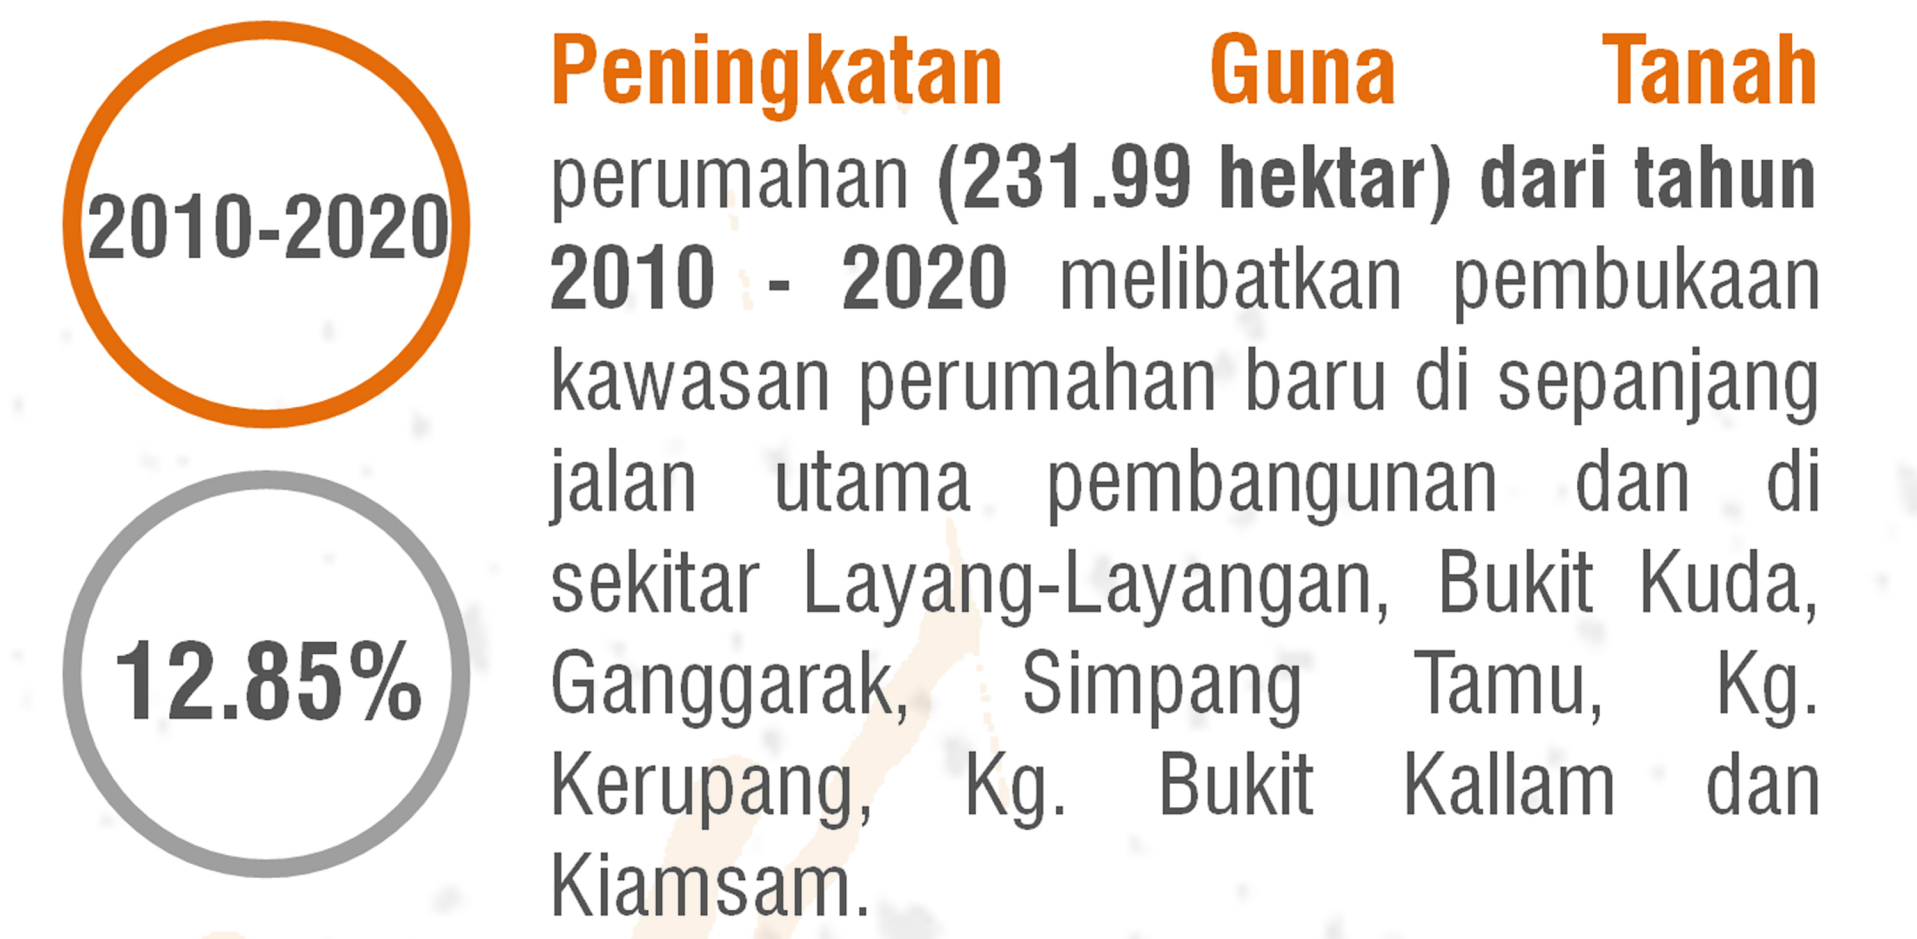 2010-2020
12.85%
Peningkatan Guna Tanah
perumahan (231.99 hektar) dari tahun
2010 - 2020 melibatkan pembukaan
kawasan perumahan baru di sepanjang
jalan utama pembangunan dan di
sekitar Layang-Layangan, Bukit Kuda,
Ganggarak, Simpang Tamu, Kg.
Kerupang, Kg. Bukit Kallam dan
Kiamsam.